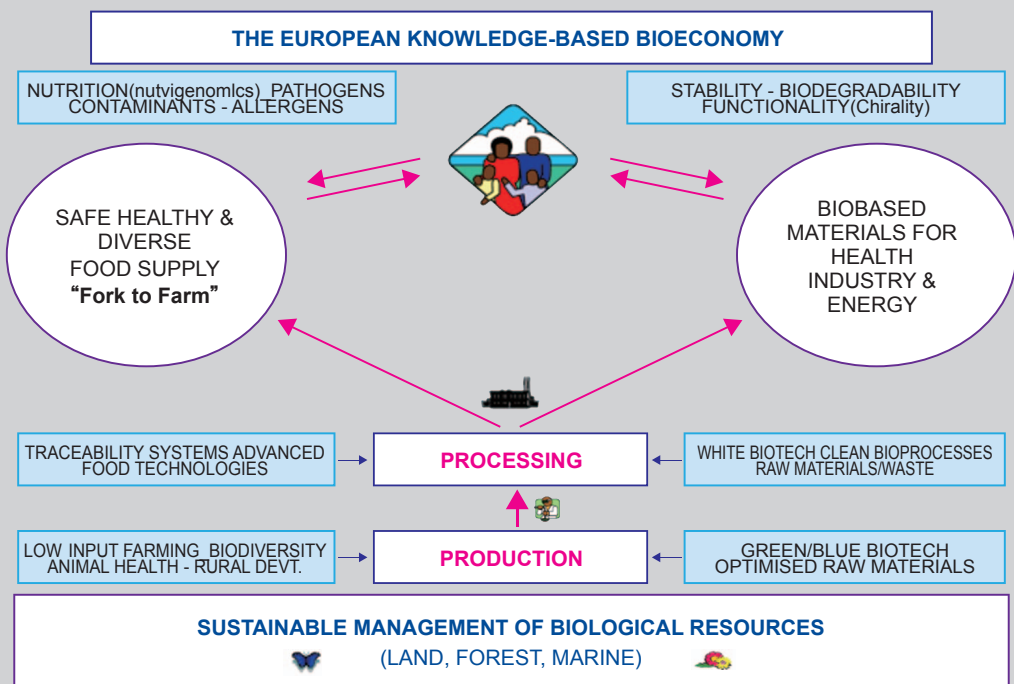 THE EUROPEAN KNOWLEDGE-BASED BIOECONOMY
NUTRITION(nutvigenomlcs)_PATHOGENS
CONTAMINANTS - ALLERGENS
STABILITY - BIODEGRADABILITY
FUNCTIONALITY(Chirality)
SAFE HEALTHY &
DIVERSE
FOOD SUPPLY
“Fork to Farm”
BIOBASED
MATERIALS FOR
HEALTH
INDUSTRY &
ENERGY
TRACEABILITY SYSTEMS ADVANCED
FOOD TECHNOLOGIES
PROCESSING
WHITE BIOTECH CLEAN BIOPROCESSES
RAW MATERIALS/WASTE
LOW INPUT FARMING_BIODIVERSITY
ANIMAL HEALTH - RURAL DEVT.
PRODUCTION
GREEN/BLUE BIOTECH
OPTIMISED RAW MATERIALS
SUSTAINABLE MANAGEMENT OF BIOLOGICAL RESOURCES
(LAND, FOREST, MARINE)